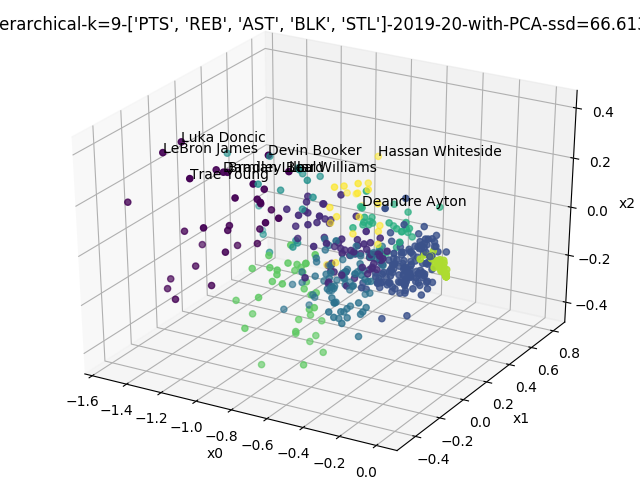 erarchical-k=9-['PTS', 'REB', 'AST', 'BLK', 'STL']-2019-20-with-PCA-ssd=66.613
Luka Doncic
LeBron James
Devin Booker
Hassan Whiteside
Williams
Trae Young
Deandre Ayton
x2
0.4
0.2
0.0
−0.2
−0.4
x1
0.8
0.6
0.4
0.2
0.0
−0.2
−0.4
x0
−1.6
−1.4
−1.2
−1.0
−0.8
−0.6
−0.4
−0.2
0.0